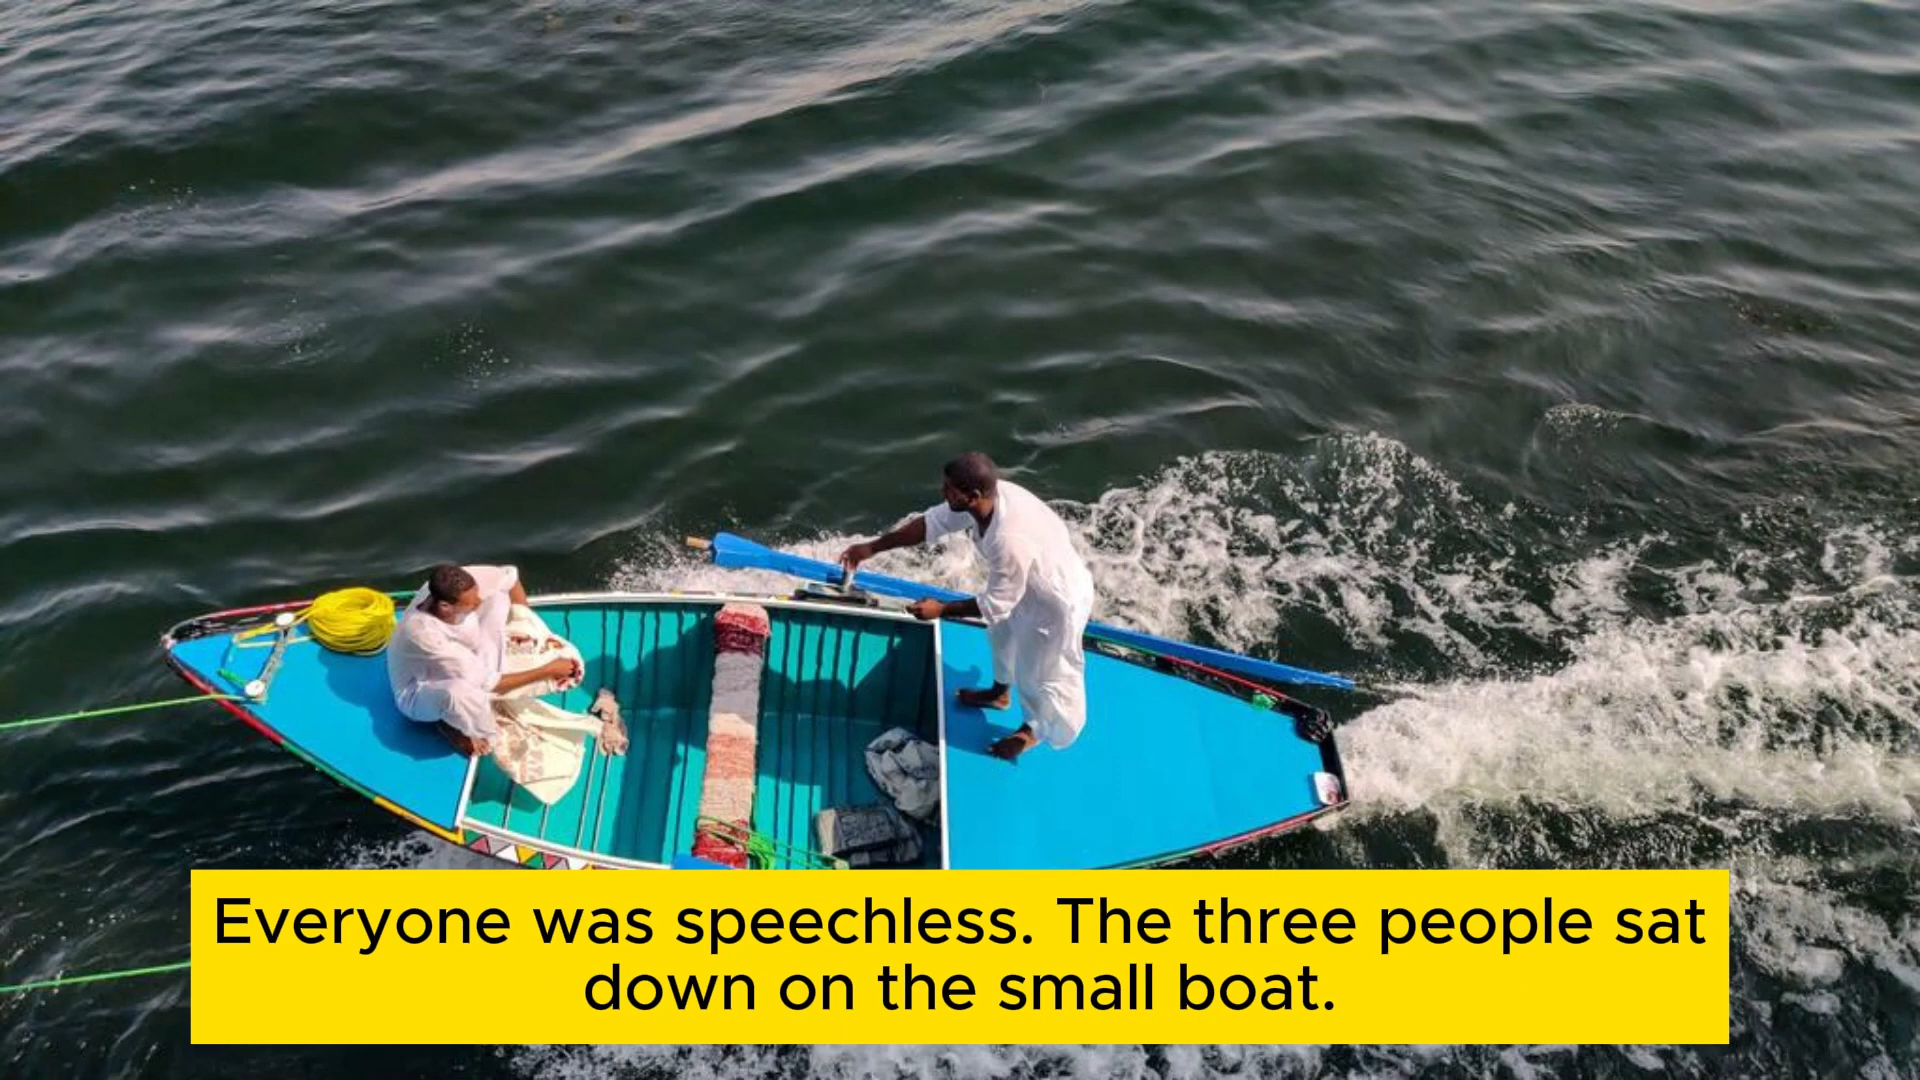 Everyone was speechless. The three people sat
down on the small boat.